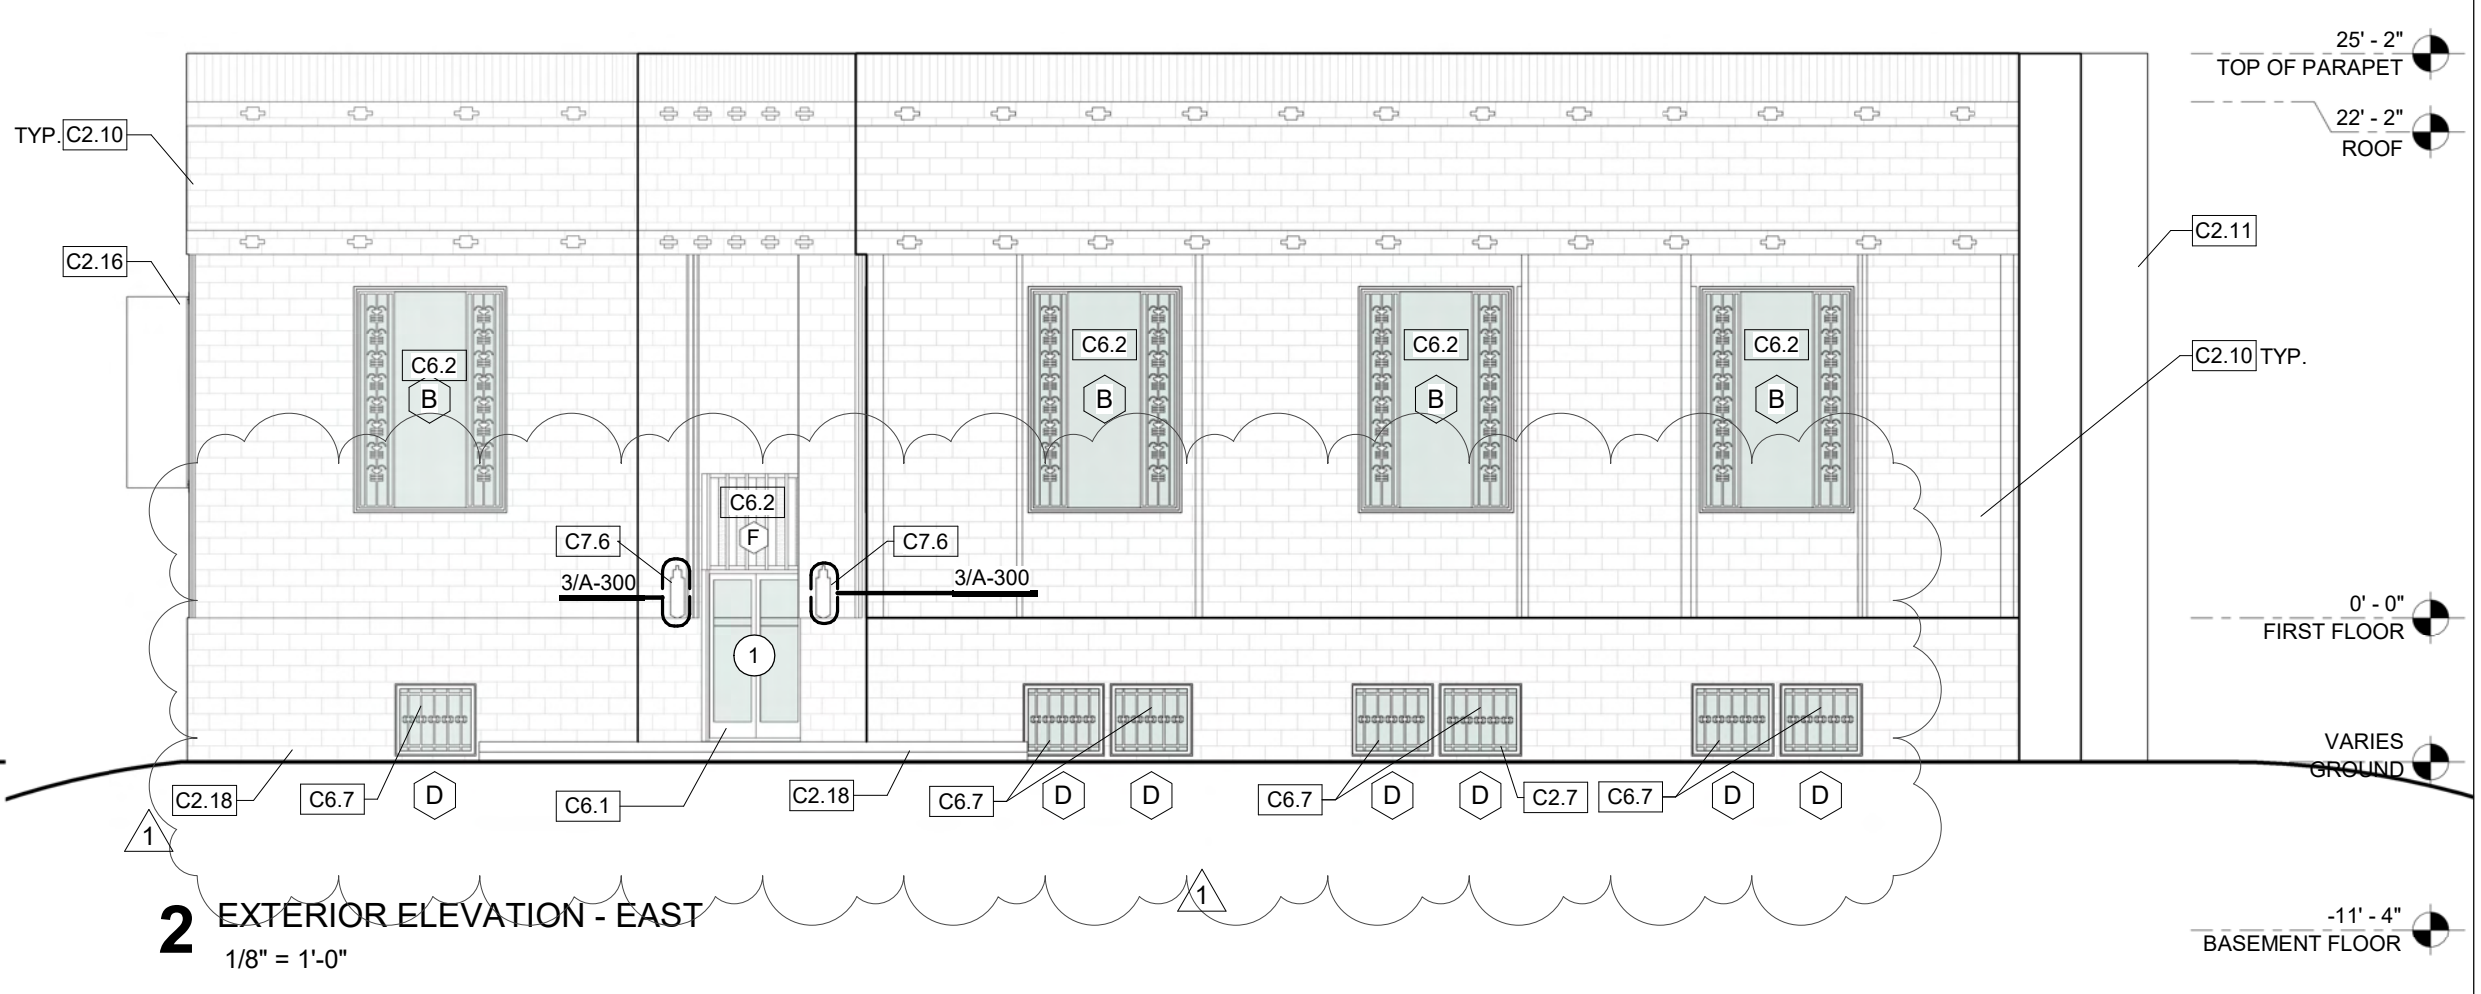 25' - 2"
TOP OF PARAPET
TYP. C2.10
22' - 2"
ROOF
C2.11
C2.16
C6.2
C6.2
C6.2
C6.2
C2.10 TYP.
B
B
B
B
C6.2
F
C7.6
C7.6
3/A-300
3/A-300
0' - 0"
FIRST FLOOR
1
VARIES
GROUND
C2.18
C6.7
D
C6.1
C2.18
C6.7
D
D
C6.7
D
D
C2.7
C6.7
D
D
1
1
2 EXTERIOR ELEVATION - EAST
1/8" = 1'-0"
-11' - 4"
BASEMENT FLOOR